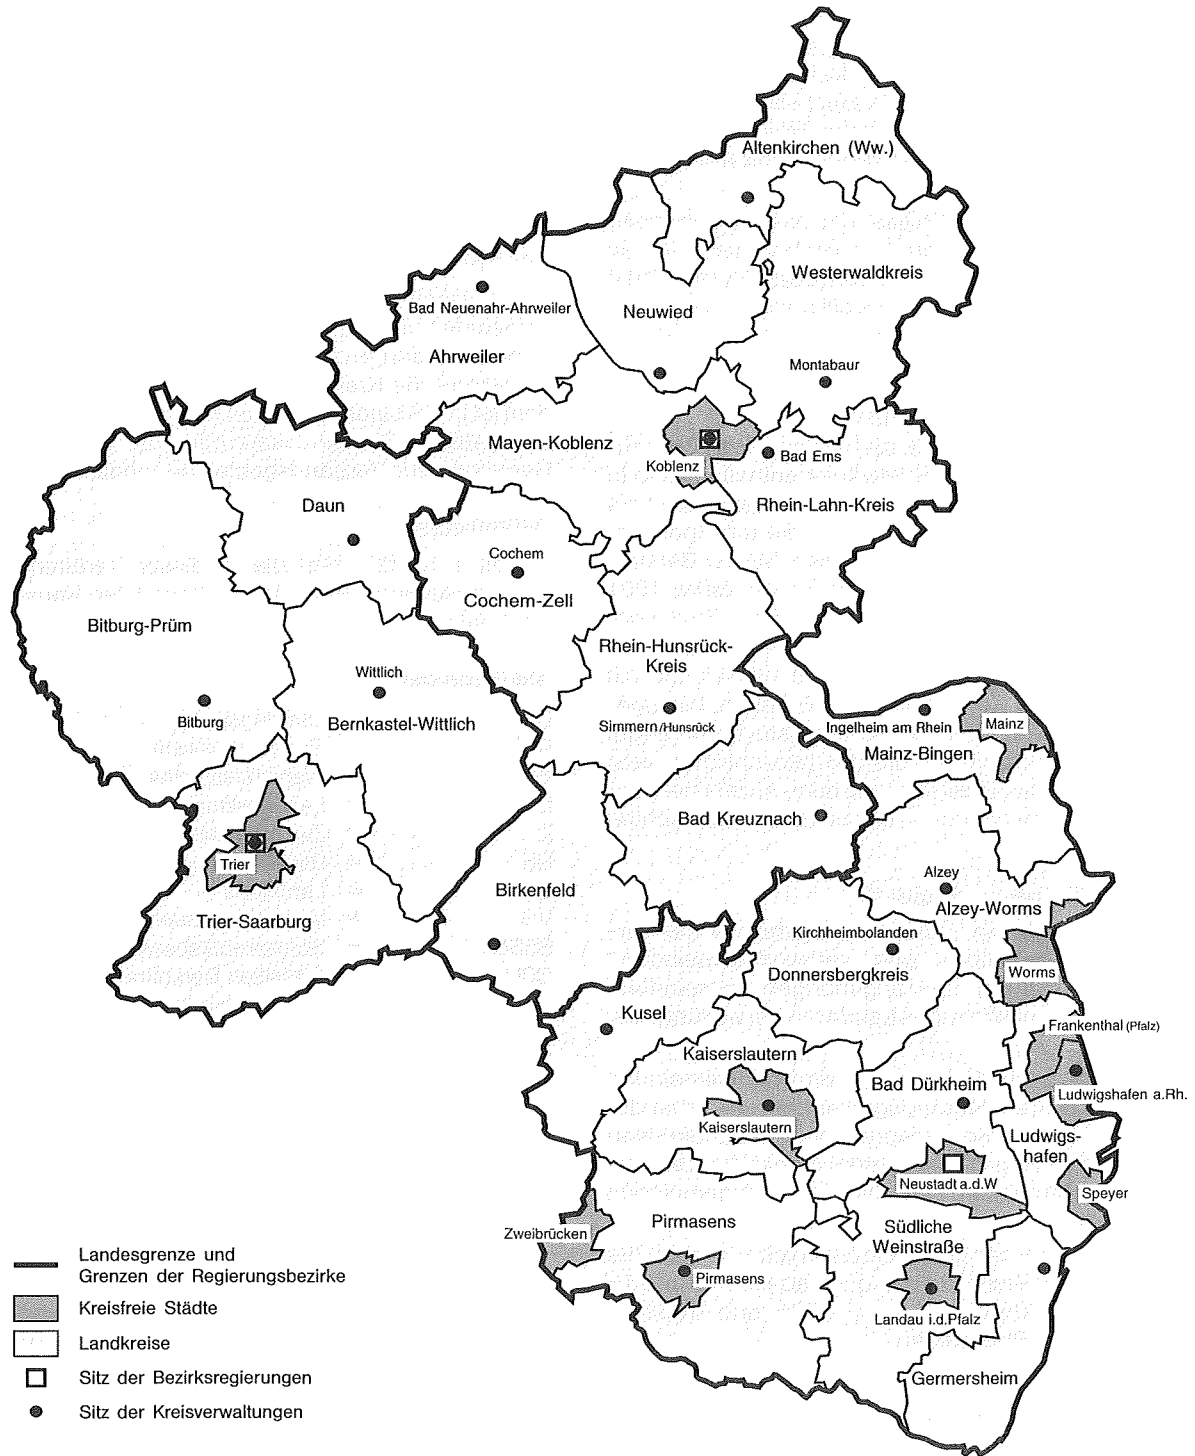 Altenkirchen (Ww.)
Westerwaldkreis
Bad Neuenahr-Ahrweiler
Neuwied
Ahrweiler
Montabaur
Mayen-Koblenz
Koblenz
Bad Ems
Daun
Rhein-Lahn-Kreis
Cochem
Cochem-Zell
Bitburg-Prüm
Rhein-Hunsrück-
Kreis
Wittlich
Bitburg
Bernkastel-Wittlich
Simmern/Hunsrück
Ingelheim am Rhein
Mainz
Mainz-Bingen
Bad Kreuznach
Trier
Alzey
Birkenfeld
Alzey-Worms
Trier-Saarburg
Kirchheimbolanden
Donnersbergkreis
Worms
Kusel
Frankenthal (Pfalz)
Kaiserslautern
Bad Dürkheim
Ludwigshafen a.Rh.
Kaiserslautern
Ludwigs-
hafen
Neustadt a.d.W
Speyer
Zweibrücken
Pirmasens
Südliche
Weinstraße
Pirmasens
Landau i.d.Pfalz
Germersheim
Landesgrenze und
Grenzen der Regierungsbezirke
Kreisfreie Städte
Landkreise
Sitz der Bezirksregierungen
Sitz der Kreisverwaltungen